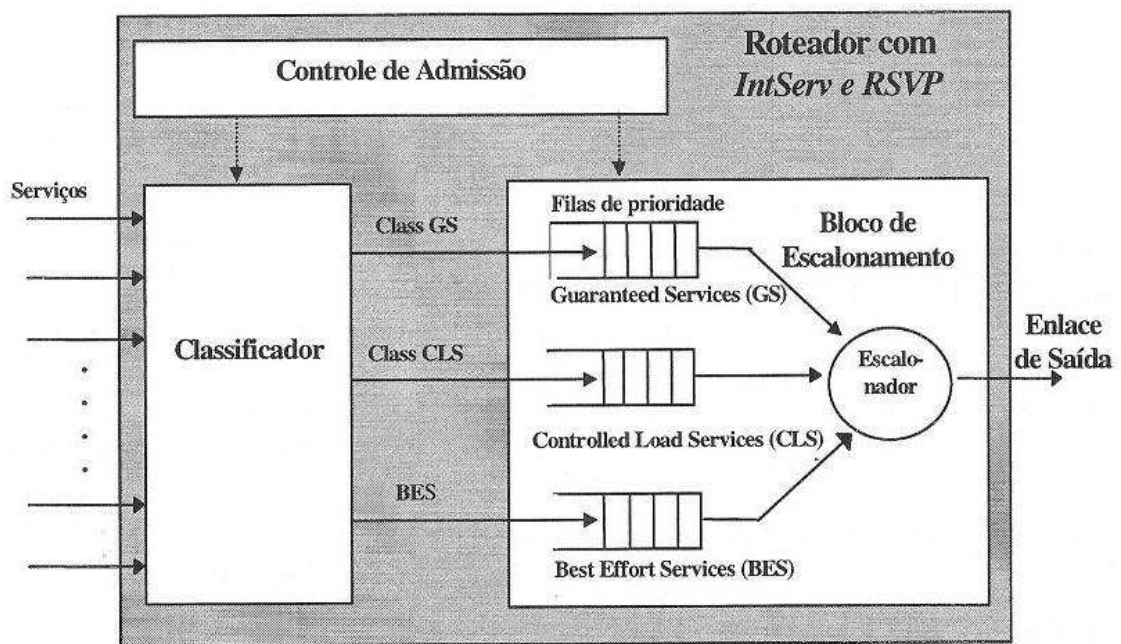 Roteador com
IntServ e RSVP
Controle de Admissão
Serviços
Classificador
Class GS
Class CLS
BES
Filas de prioridade
Bloco de
Escalonamento
Guaranteed Services (GS)
Controlled Load Services (CLS)
Best Effort Services (BES)
Escalo-
nador
Enlace
de Saída